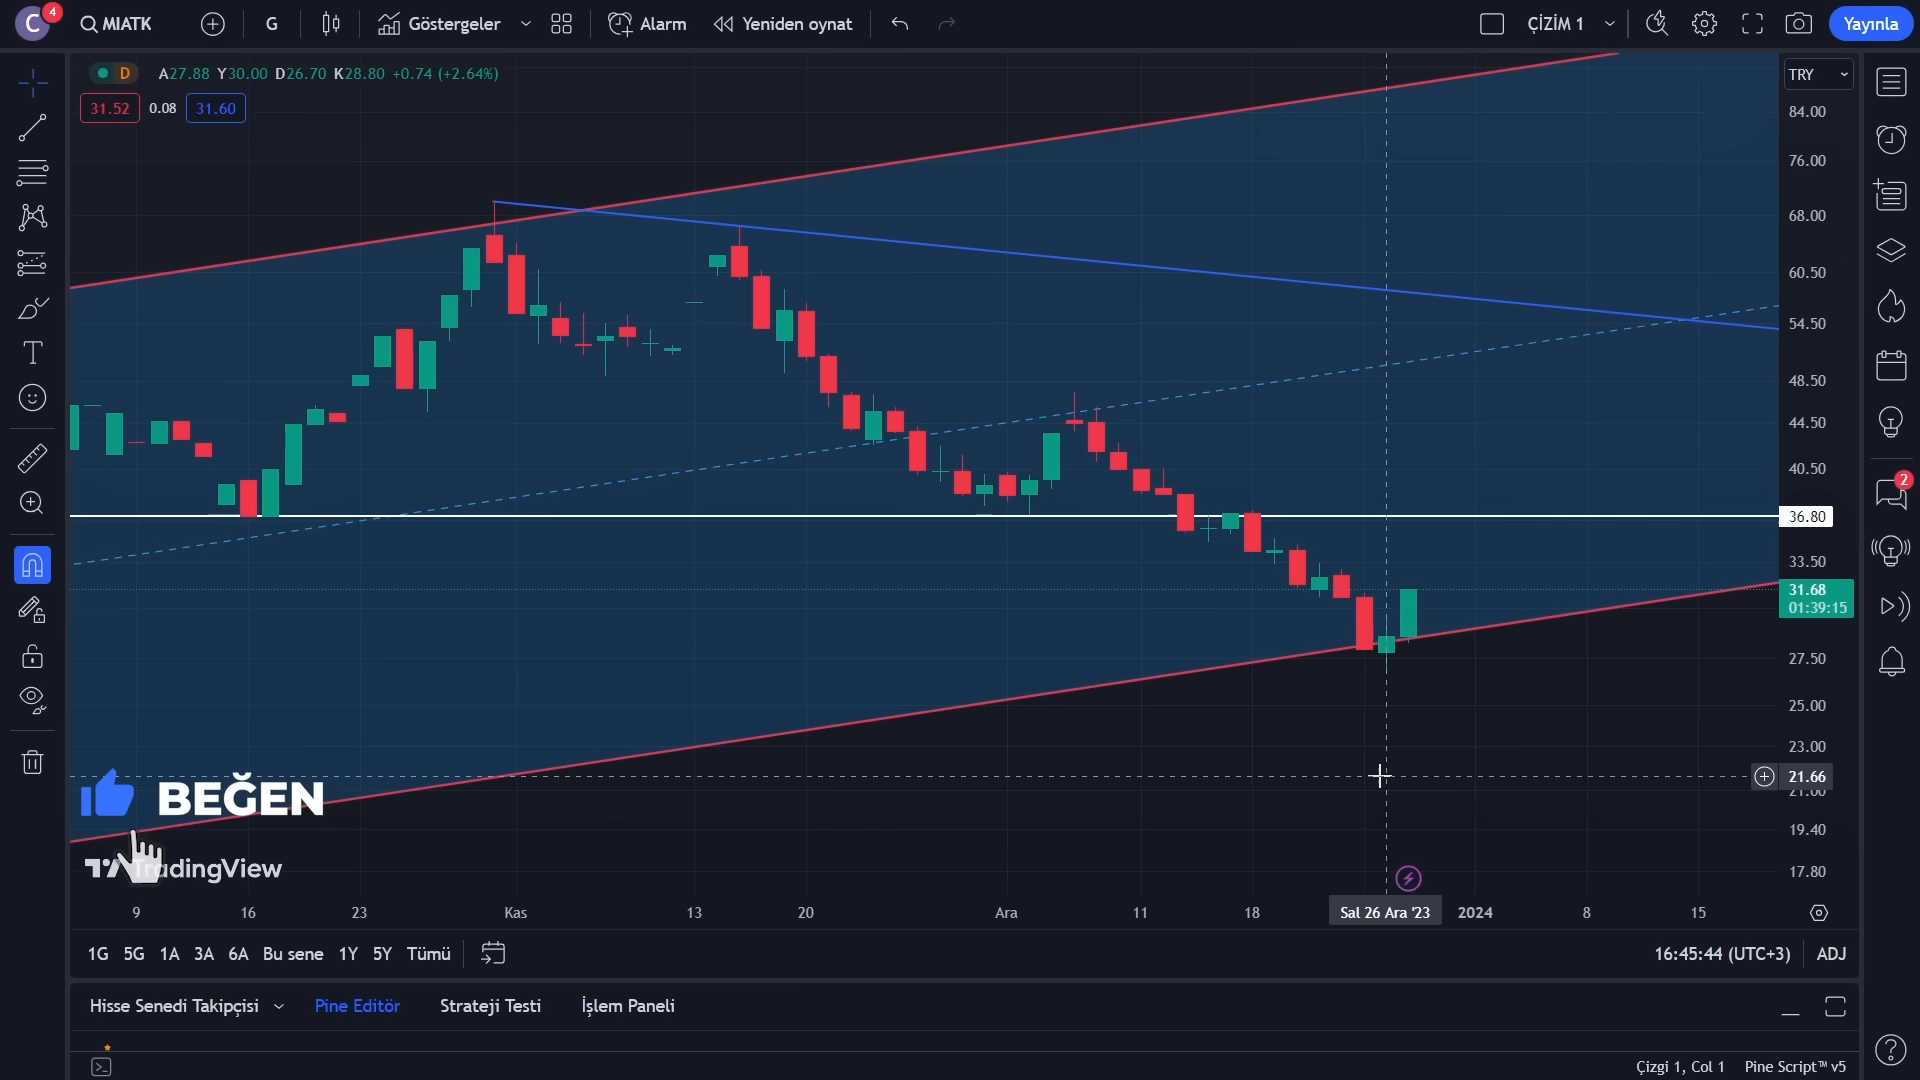 C 4 MIATK G Göstergeler Alarm Yeniden oynat ÇİZİM 1 Yayınla
D A27.88 Y30.00 D26.70 K28.80 +0.74 (+2.64%)
31.52 0.08 31.60
TRY
84.00
76.00
68.00
60.50
54.50
48.50
44.50
40.50
36.80
33.50
31.68
01:39:15
27.50
25.00
23.00
21.66
21.00
19.40
17.80
2
BEĞEN
TradingView
9 16 23 Kas 13 20 Ara 11 18 Sal 26 Ara '23 2024 8 15
1G 5G 1A 3A 6A Bu sene 1Y 5Y Tümü 16:45:44 (UTC+3) ADJ
Hisse Senedi Takipçisi Pine Editör Strateji Testi İşlem Paneli
Çizgi 1, Col 1 Pine Script™ v5